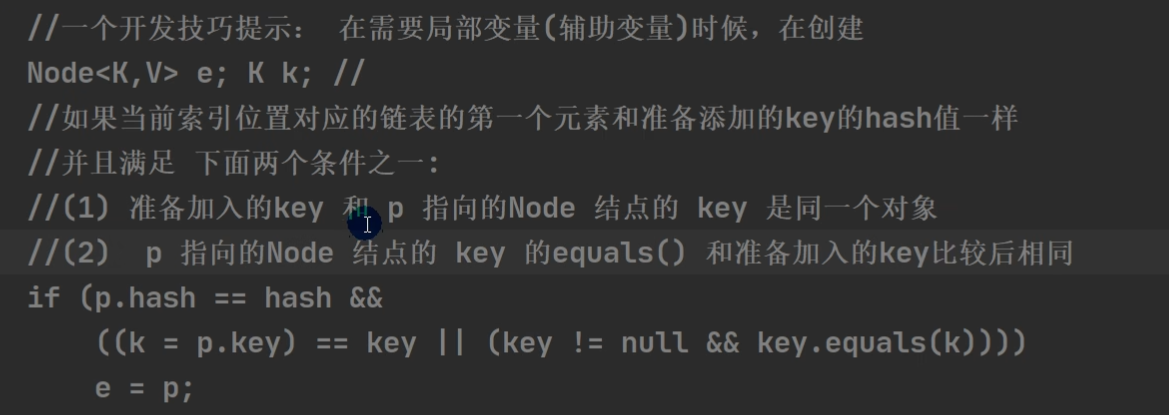 //一个开发技巧提示： 在需要局部变量(辅助变量)时候，在创建
Node<K,V> e; K k; //
//如果当前索引位置对应的链表的第一个元素和准备添加的key的hash值一样
//并且满足 下面两个条件之一:
//(1) 准备加入的key 和 p 指向的Node 结点的 key 是同一个对象
//(2)  p 指向的Node 结点的 key 的equals() 和准备加入的key比较后相同
if (p.hash == hash &&
    ((k = p.key) == key || (key != null && key.equals(k))))
    e = p;